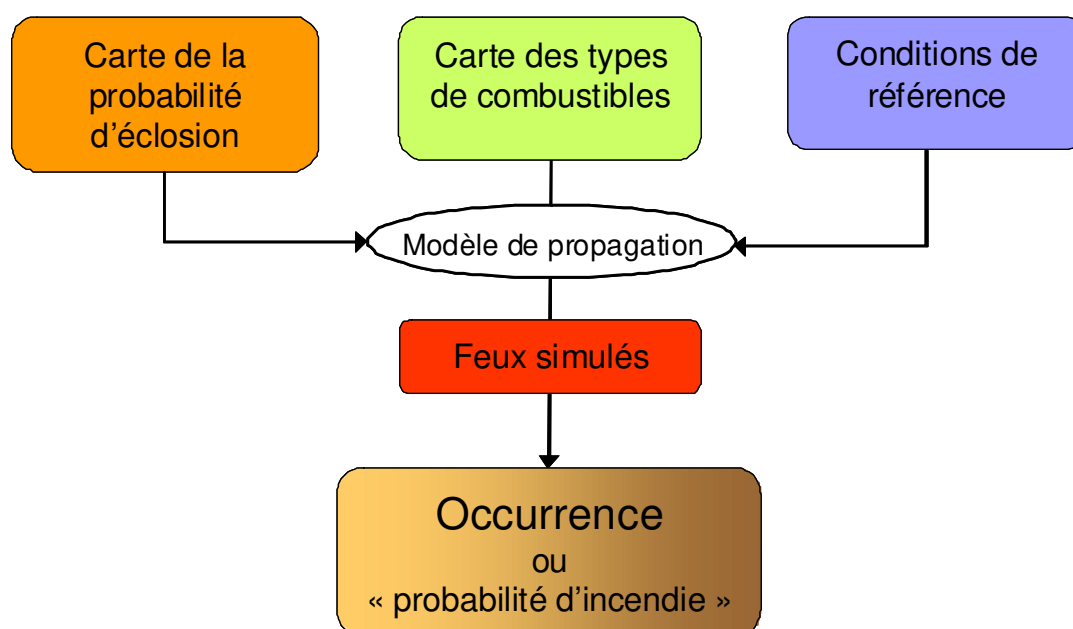 Carte de la
probabilité
d'éclosion
Carte des types
de combustibles
Conditions de
référence
Modèle de propagation
Feux simulés
Occurrence
ou
« probabilité d'incendie »